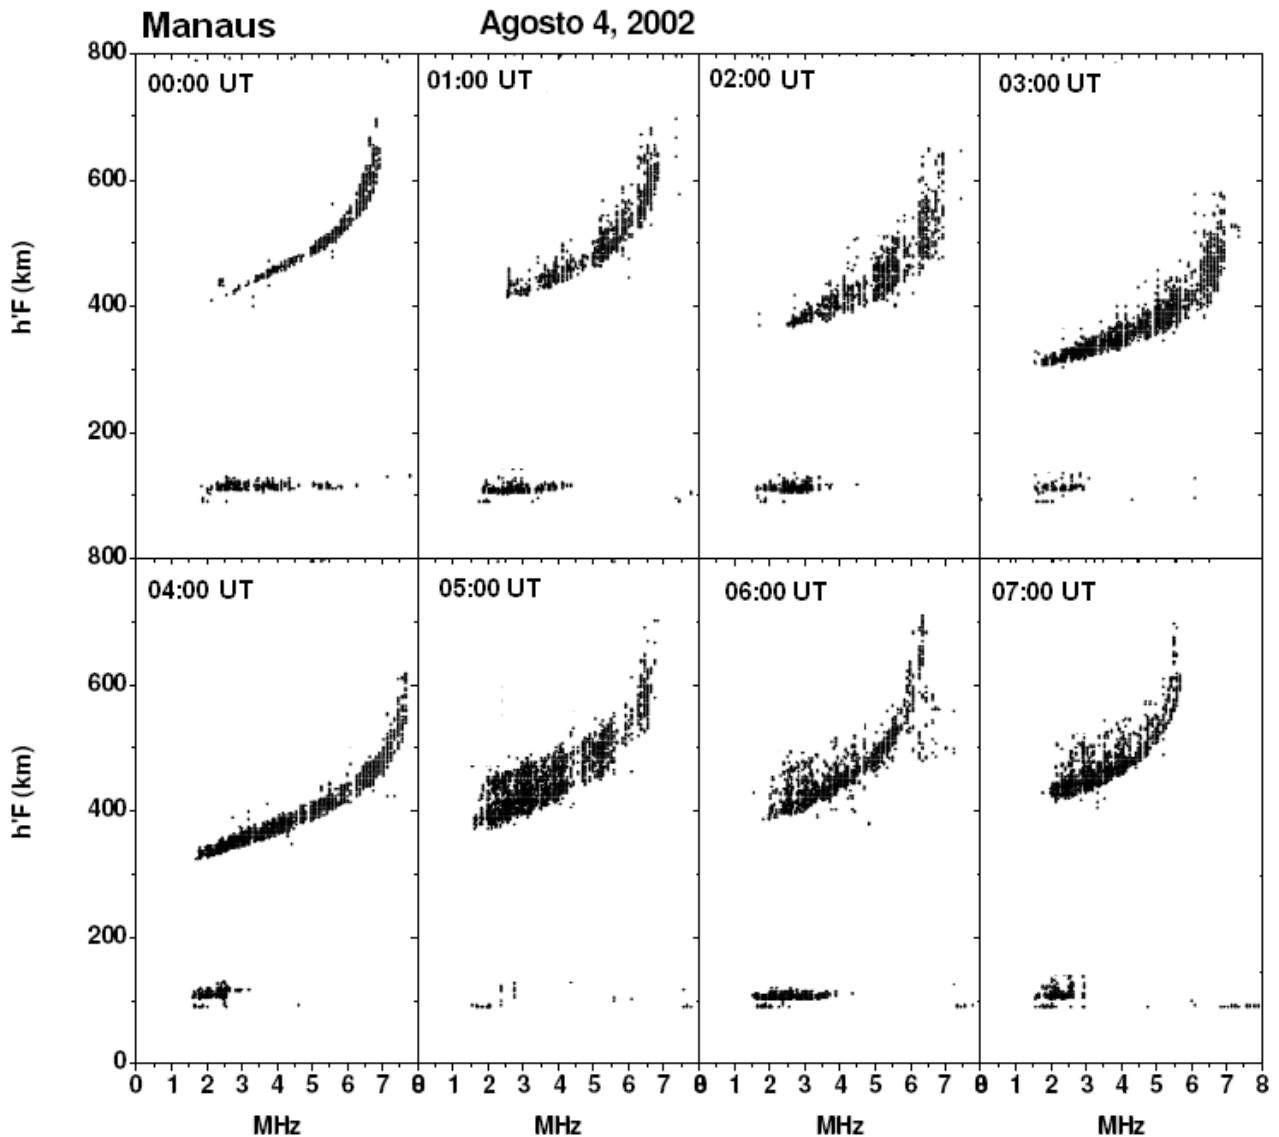 Manaus Agosto 4, 2002
800
00:00 UT 01:00 UT 02:00 UT 03:00 UT
600
h'F (km)
400
200
800
04:00 UT 05:00 UT 06:00 UT 07:00 UT
600
h'F (km)
400
200
0
0 1 2 3 4 5 6 7 8 1 2 3 4 5 6 7 8 1 2 3 4 5 6 7 8 1 2 3 4 5 6 7 8
MHz MHz MHz MHz